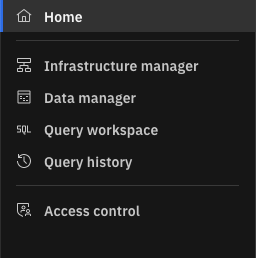 Home
Infrastructure manager
Data manager
SQL Query workspace
Query history
Access control